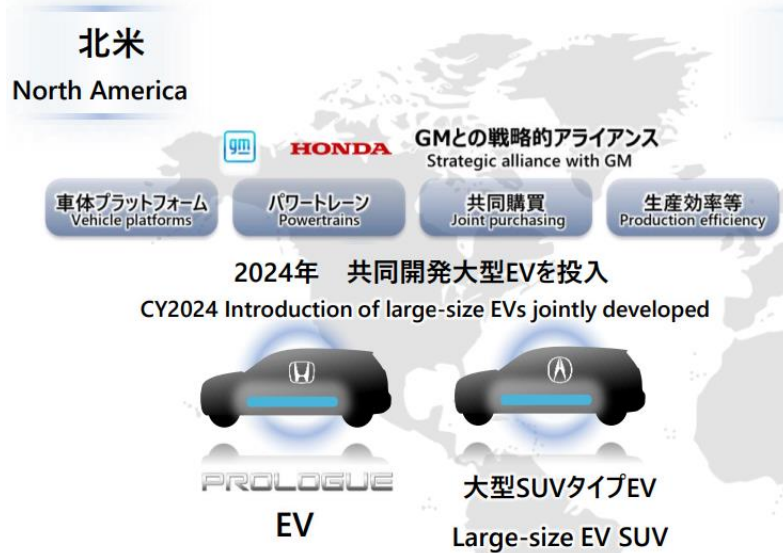 北米
North America
gm HONDA GMとの戦略的アライアンス
Strategic alliance with GM
車体プラットフォーム パワートレーン 共同購買 生産効率等
Vehicle platforms Powertrains Joint purchasing Production efficiency
2024年 共同開発大型EVを投入
CY2024 Introduction of large-size EVs jointly developed
PROLOGUE 大型SUVタイプEV
EV Large-size EV SUV